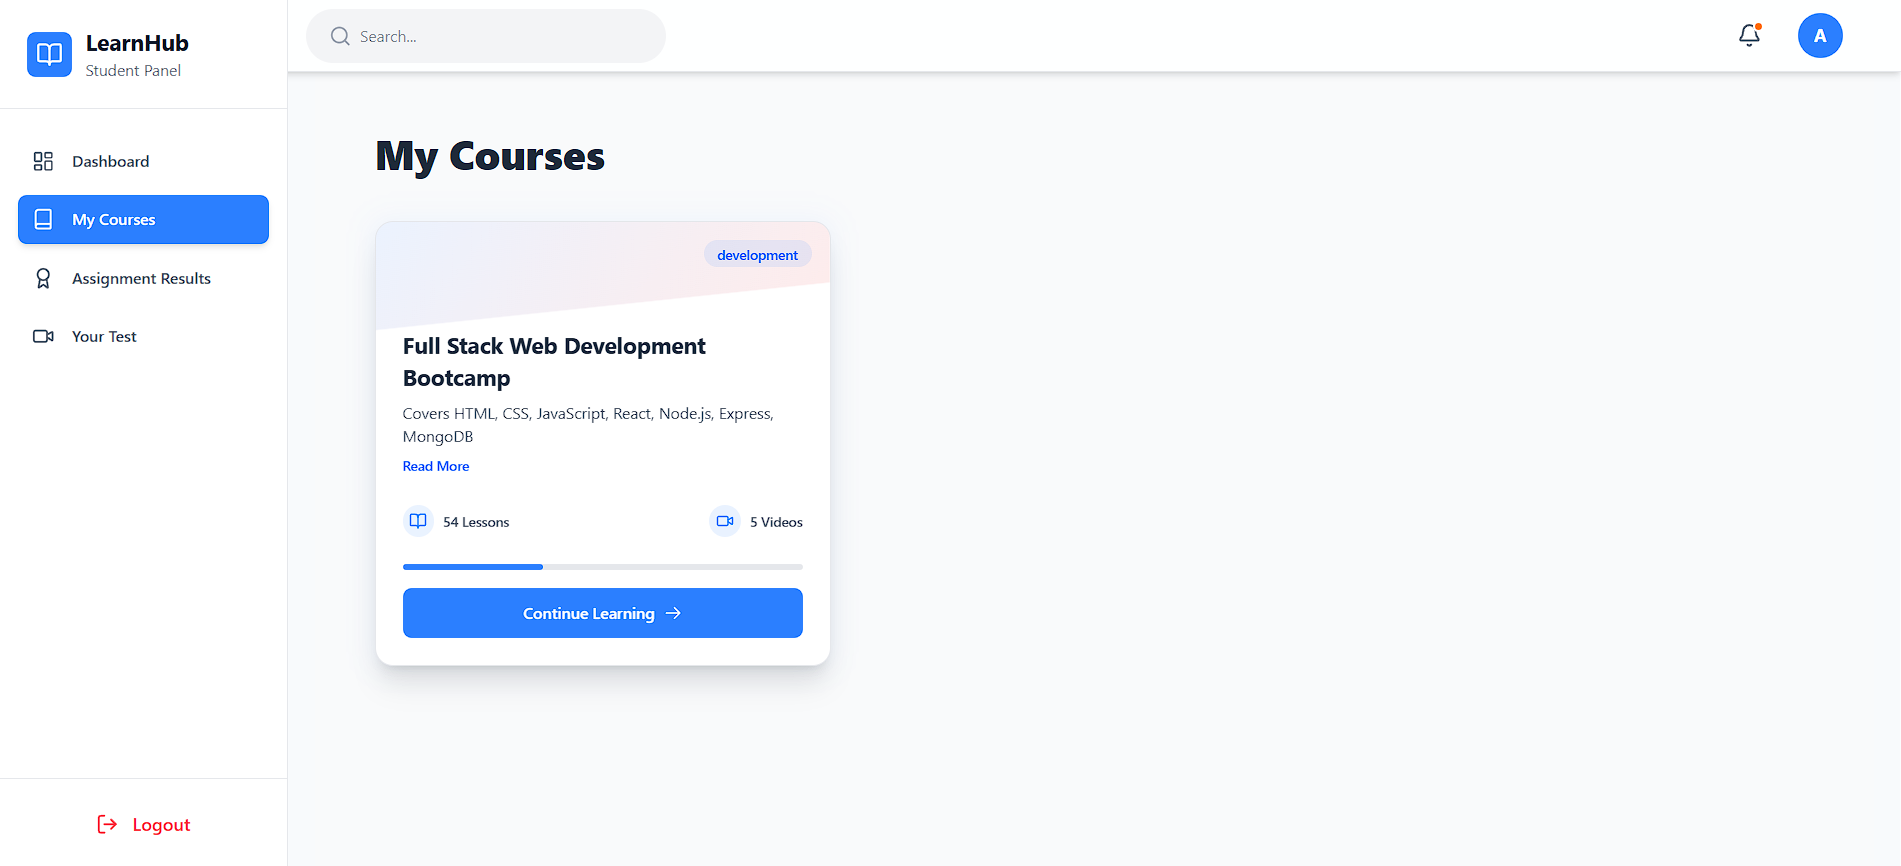 LearnHub
Student Panel
Search...
A
Dashboard
My Courses
Assignment Results
Your Test
Logout
My Courses
development
Full Stack Web Development
Bootcamp
Covers HTML, CSS, JavaScript, React, Node.js, Express,
MongoDB
Read More
54 Lessons
5 Videos
Continue Learning →